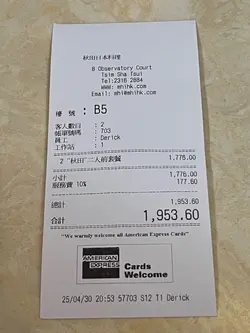 秋田日本料理
8 Observatory Court
Tsim Sha Tsui
Tel:2316 2884
www. mhihk.com
Email: mhi@mhihk.com
檯 號 : B5
客人數目 : 2
帳單號碼 : 703
員工 : Derick
工作站 : 1
2 "秋田"二人前套餐 1,776.00
小計 1,776.00
服務費 10% 177.60
總計 1,953.60
合計 1,953.60
"We warmly welcome all American Express Cards"
AMERICAN EXPRESS
Cards
Welcome
25/04/30 20:53 57703 S12 T1 Derick